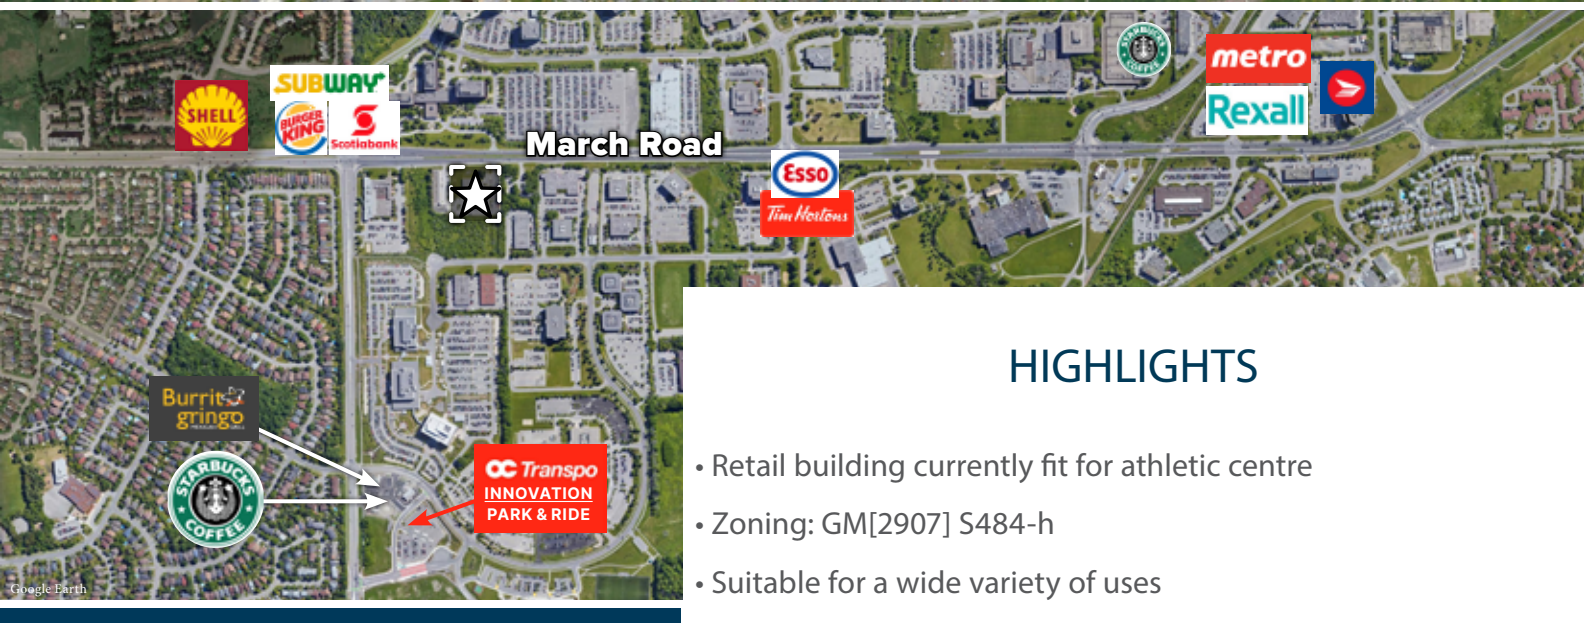 STARBUCKS
COFFEE
metro
Rexall
SHELL
SUBWAY
BURGER
KING
Scotiabank
March Road
Esso
Tim Hortons
Burrito
gringo
STARBUCKS
COFFEE
OC Transpo
INNOVATION
PARK & RIDE
Google Earth
HIGHLIGHTS
• Retail building currently fit for athletic centre
• Zoning: GM[2907] S484-h
• Suitable for a wide variety of uses